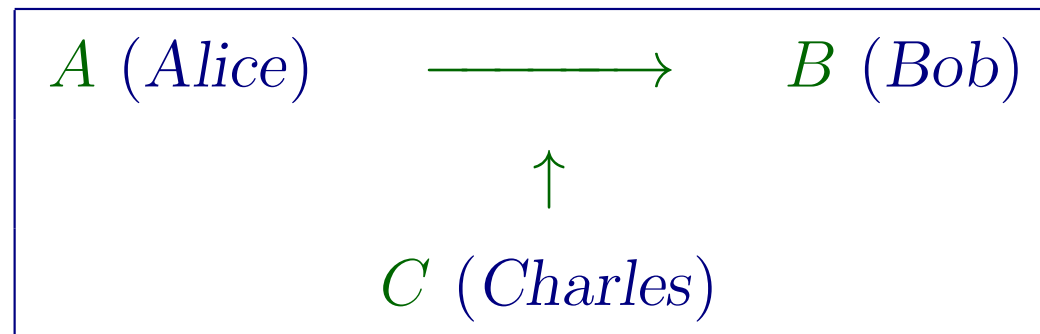 A (Alice) ⟶ B (Bob)
↑
C (Charles)